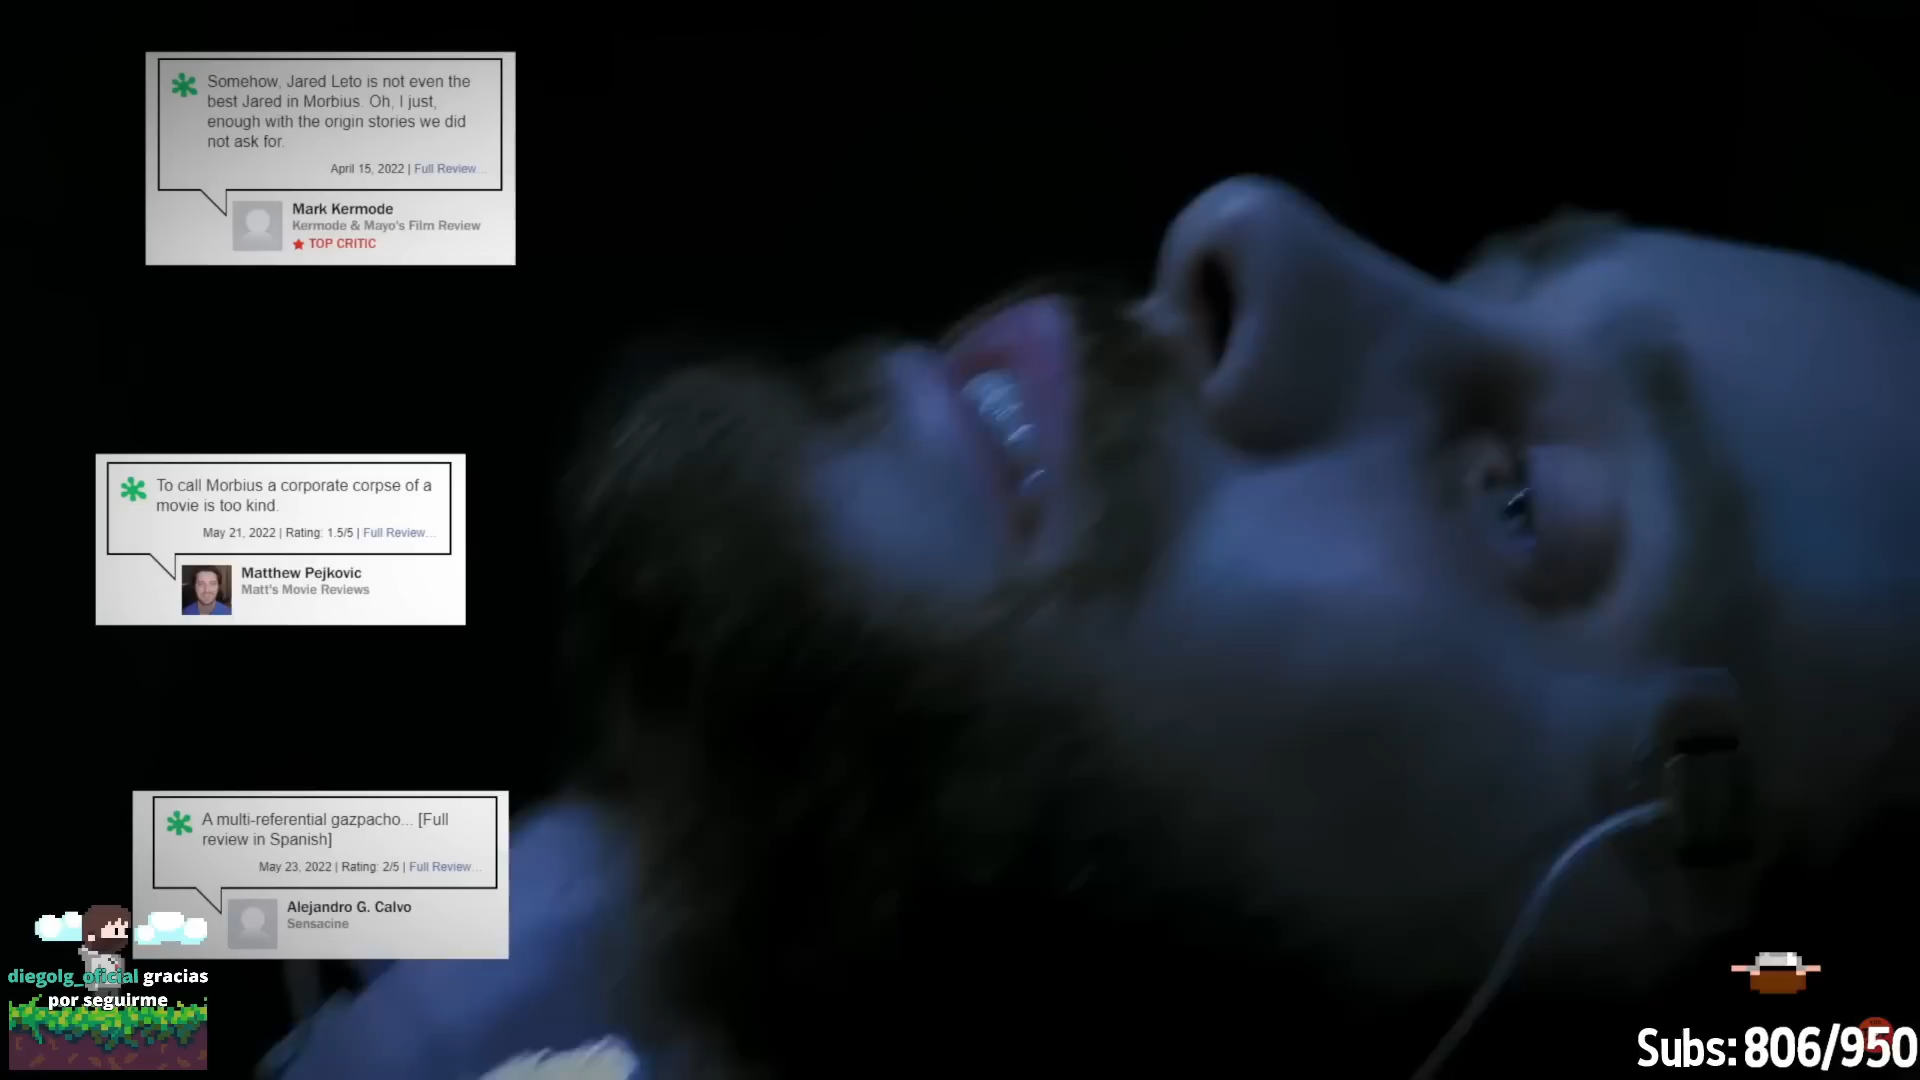 Somehow, Jared Leto is not even the
best Jared in Morbius. Oh, I just,
enough with the origin stories we did
not ask for.
April 15, 2022 | Full Review...
Mark Kermode
Kermode & Mayo's Film Review
TOP CRITIC
To call Morbius a corporate corpse of a
movie is too kind.
May 21, 2022 | Rating: 1.5/5 | Full Review...
Matthew Pejkovic
Matt's Movie Reviews
A multi-referential gazpacho... [Full
review in Spanish]
May 23, 2022 | Rating: 2/5 | Full Review...
Alejandro G. Calvo
Sensacine
diegolg_oficial gracias
por seguirme
Subs: 806/950